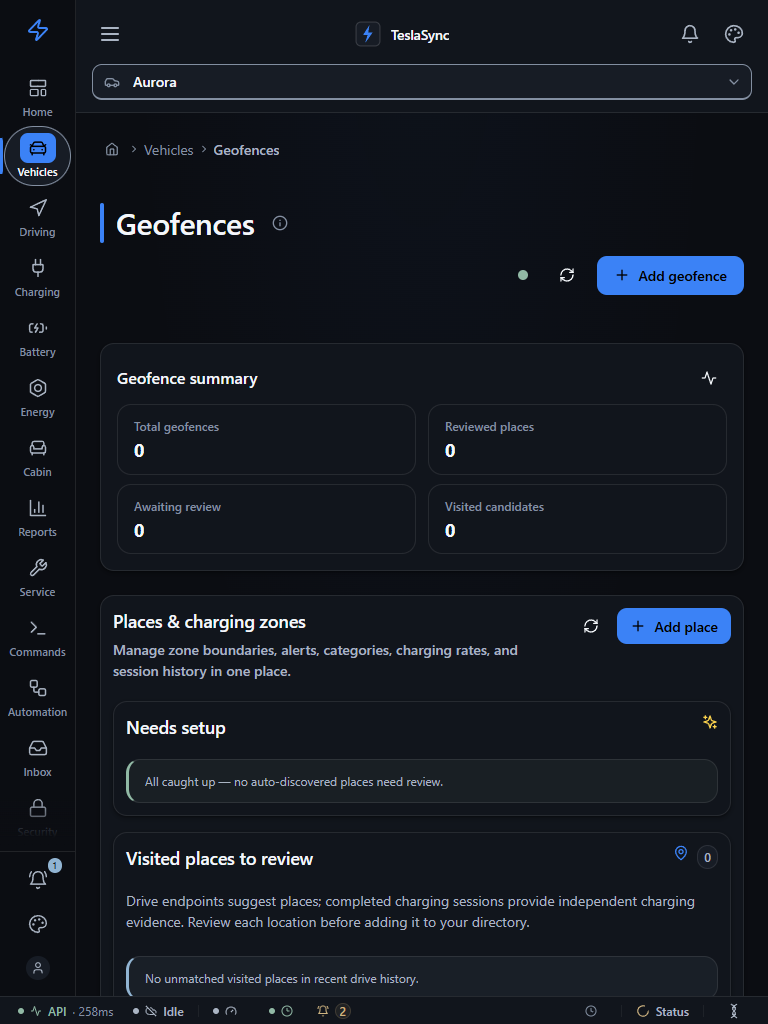 TeslaSync
Aurora
Home
Vehicles
Driving
Charging
Battery
Energy
Cabin
Reports
Service
Commands
Automation
Inbox
Security
1
Vehicles
Geofences
Geofences
Add geofence
Geofence summary
Total geofences
0
Reviewed places
0
Awaiting review
0
Visited candidates
0
Places & charging zones
Add place
Manage zone boundaries, alerts, categories, charging rates, and
session history in one place.
Needs setup
All caught up — no auto-discovered places need review.
Visited places to review
0
Drive endpoints suggest places; completed charging sessions provide independent charging
evidence. Review each location before adding it to your directory.
No unmatched visited places in recent drive history.
API · 258ms
Idle
2
Status